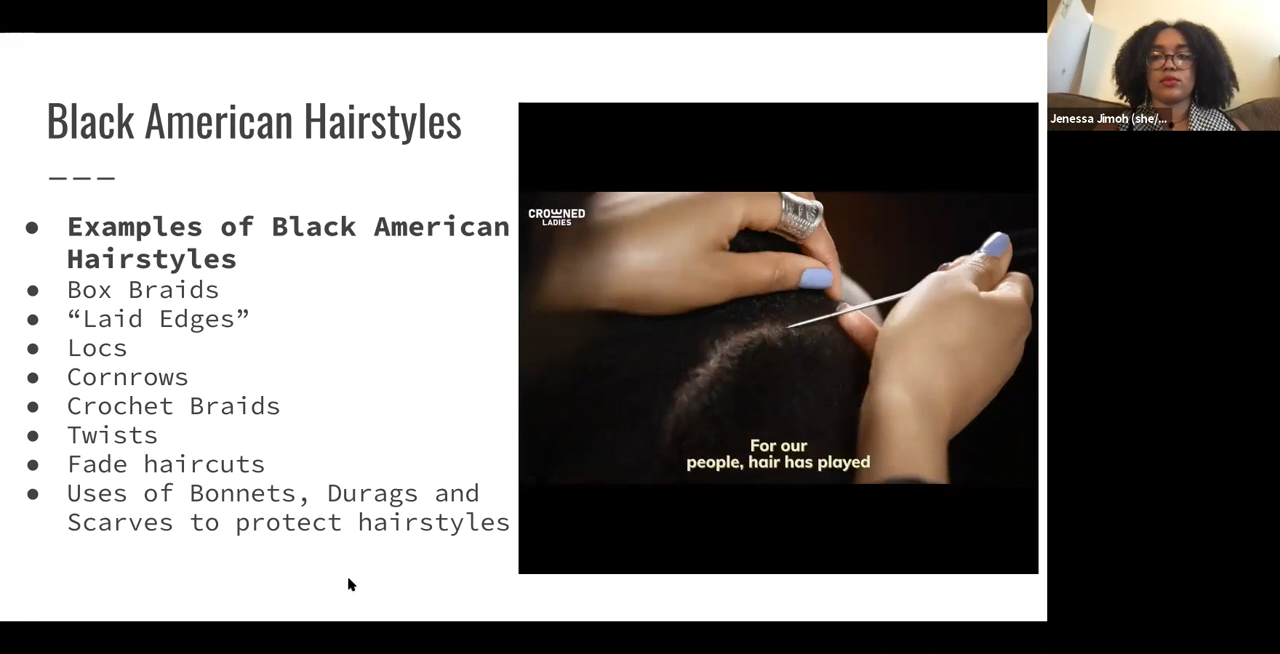 Black American Hairstyles
Examples of Black American
Hairstyles
Box Braids
“Laid Edges”
Locs
Cornrows
Crochet Braids
Twists
Fade haircuts
Uses of Bonnets, Durags and
Scarves to protect hairstyles
CROWNED
LADIES
For our
people, hair has played
Jenessa Jimoh (she/...